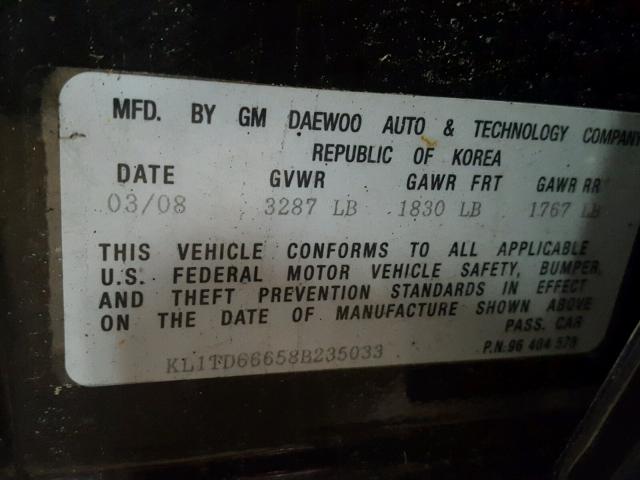 MFD. BY GM DAEWOO AUTO & TECHNOLOGY COMPANY
REPUBLIC OF KOREA
DATE GVWR GAWR FRT GAWR RR
03/08 3287 LB 1830 LB 1767 LB
THIS VEHICLE CONFORMS TO ALL APPLICABLE
U.S. FEDERAL MOTOR VEHICLE SAFETY, BUMPER,
AND THEFT PREVENTION STANDARDS IN EFFECT
ON THE DATE OF MANUFACTURE SHOWN ABOVE
PASS. CAR
KL1TD66658B235033 P.N. 96 404 579